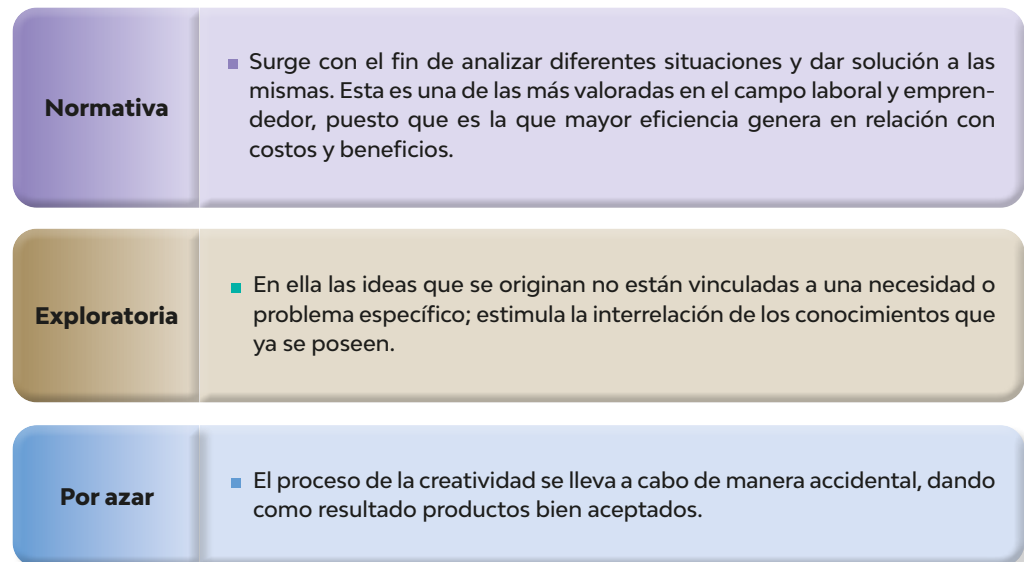 Normativa
Surge con el fin de analizar diferentes situaciones y dar solución a las
mismas. Esta es una de las más valoradas en el campo laboral y empren-
dedor, puesto que es la que mayor eficiencia genera en relación con
costos y beneficios.
Exploratoria
En ella las ideas que se originan no están vinculadas a una necesidad o
problema específico; estimula la interrelación de los conocimientos que
ya se poseen.
Por azar
El proceso de la creatividad se lleva a cabo de manera accidental, dando
como resultado productos bien aceptados.